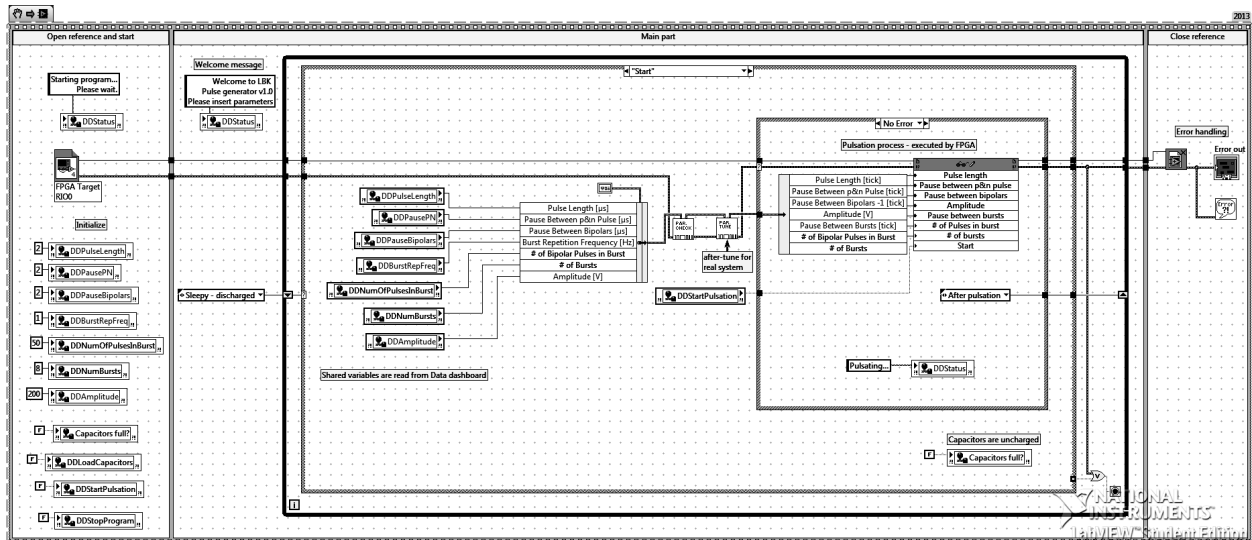 2013
Open reference and start
Main part
Close reference
Starting program...
Please wait.
DDStatus
FPGA Target
RIO0
Initialize
2
DDPulseLength
2
DDPausePN
2
DDPauseBipolars
1
DDBurstRepFreq
50
DDNumOfPulsesInBurst
8
DDNumBursts
200
DDAmplitude
F
Capacitors full?
F
DDLoadCapacitors
F
DDStartPulsation
F
DDStopProgram
Welcome message
Welcome to LBK
Pulse generator v1.0
Please insert parameters
DDStatus
Sleepy - discharged
"Start"
DDPulseLength
DDPausePN
DDPauseBipolars
DDBurstRepFreq
DDNumOfPulsesInBurst
DDNumBursts
DDAmplitude
Pulse Length [µs]
Pause Between p&n Pulse [µs]
Pause Between Bipolars [µs]
Burst Repetition Frequency [Hz]
# of Bipolar Pulses in Burst
# of Bursts
Amplitude [V]
Shared variables are read from Data dashboard
PAR.
CHECK
PAR.
TUNE
after-tune for
real system
DDStartPulsation
No Error
Pulsation process - executed by FPGA
Pulse Length [tick]
Pause Between p&n Pulse [tick]
Pause Between Bipolars -1 [tick]
Amplitude [V]
Pause Between Bursts [tick]
# of Bipolar Pulses in Burst
# of Bursts
Pulse length
Pause between p&n pulse
Pause between bipolars
Amplitude
Pause between bursts
# of Pulses in burst
# of bursts
Start
After pulsation
Pulsating...
DDStatus
Capacitors are uncharged
F
Capacitors full?
i
Error handling
Error out
Error
?!
NATIONAL
INSTRUMENTS
LabVIEW Student Edition